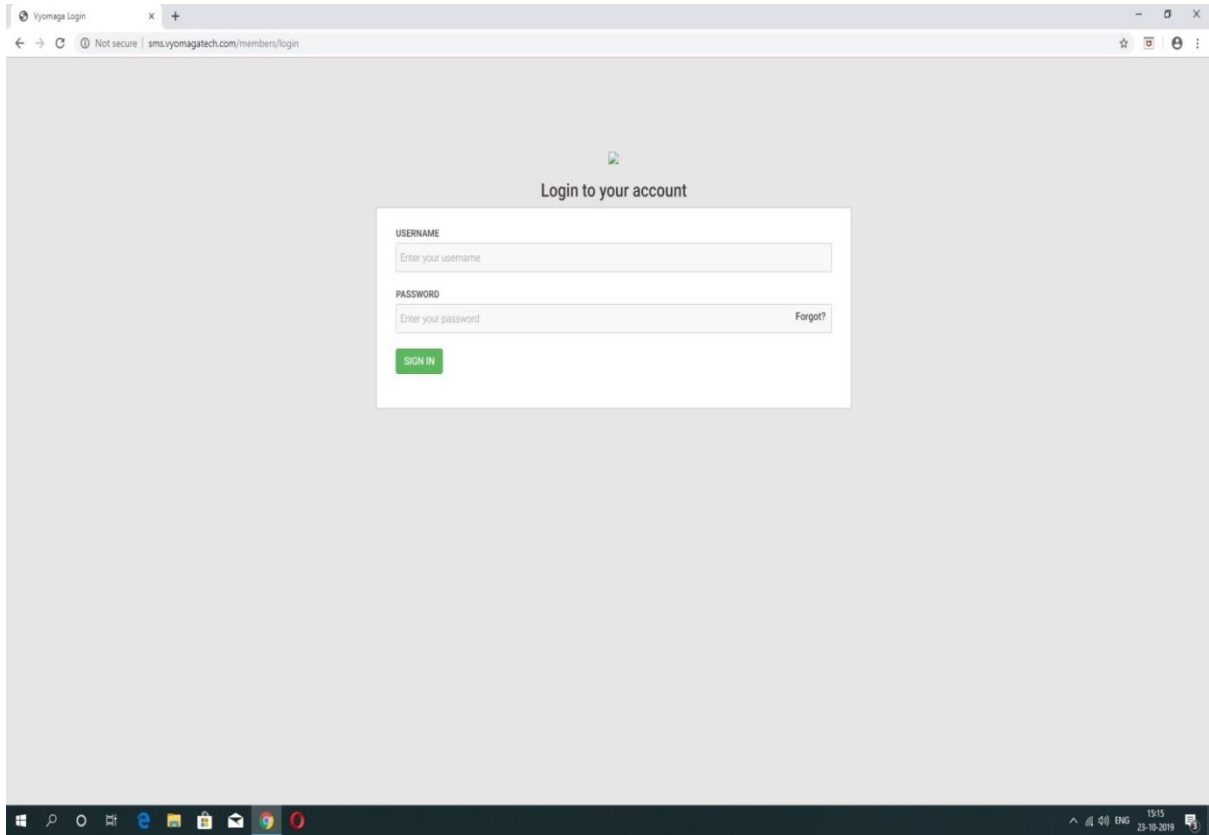 Vyomaga Login
Not secure | sms.vyomagatech.com/members/login
Login to your account
USERNAME
Enter your username
PASSWORD
Enter your password Forgot?
SIGN IN
ENG 15:15
23-10-2019
3